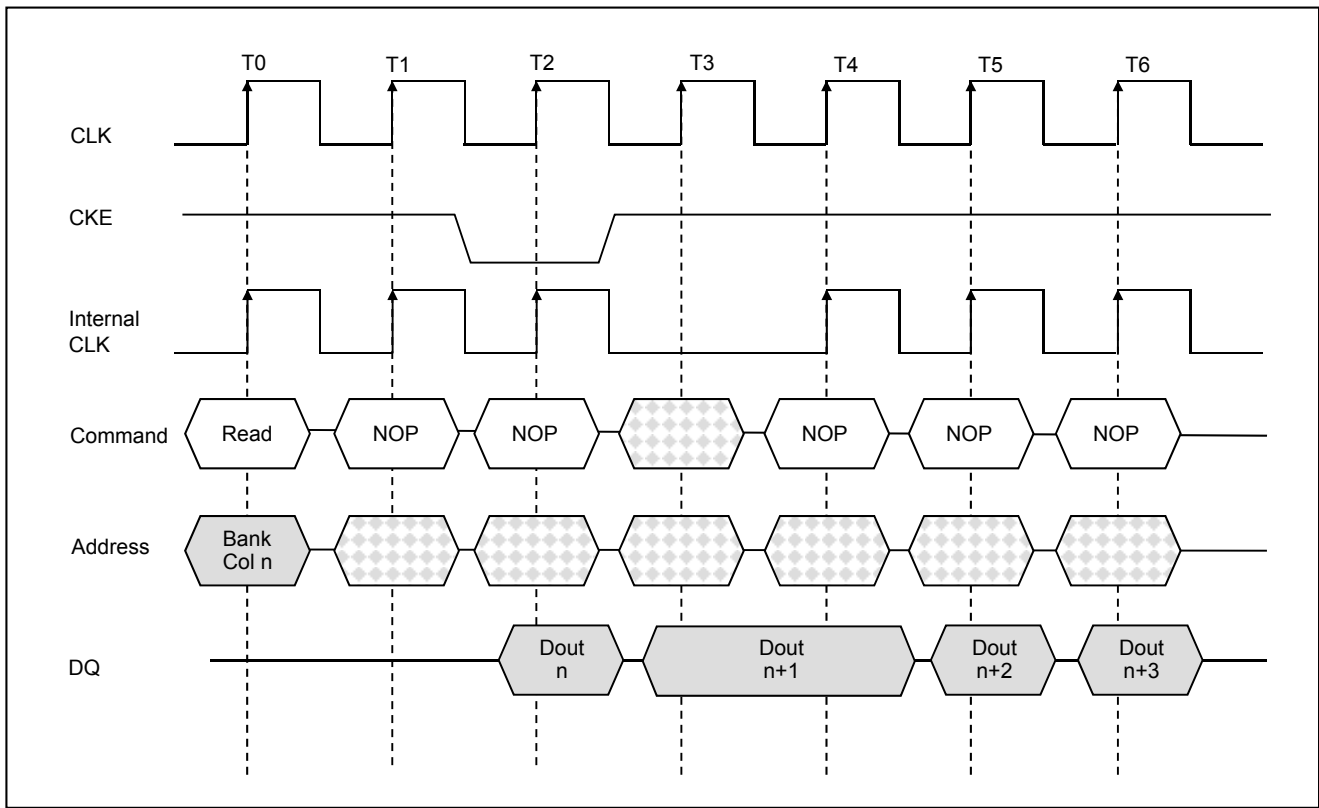 T0 T1 T2 T3 T4 T5 T6
CLK
CKE
Internal
CLK
Command Read NOP NOP NOP NOP NOP
Address Bank
Col n
DQ Dout
n Dout
n+1 Dout
n+2 Dout
n+3